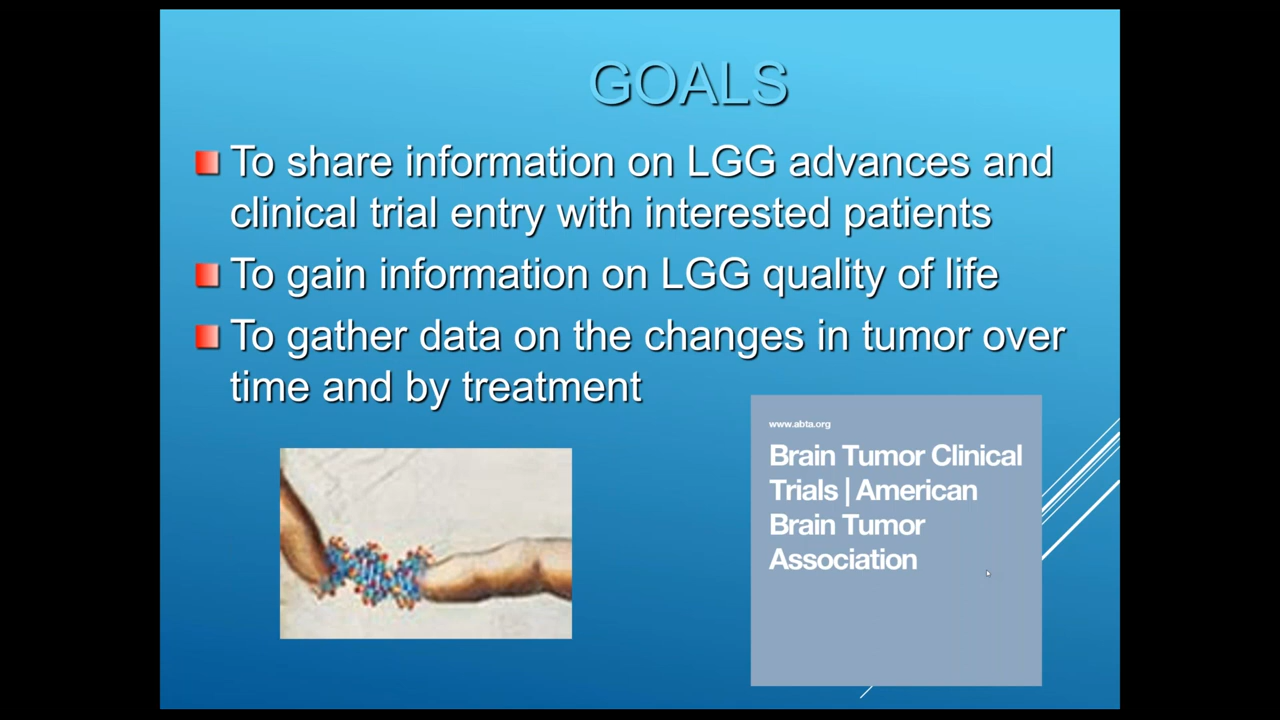 GOALS
To share information on LGG advances and
clinical trial entry with interested patients
To gain information on LGG quality of life
To gather data on the changes in tumor over
time and by treatment
www.abta.org
Brain Tumor Clinical
Trials | American
Brain Tumor
Association